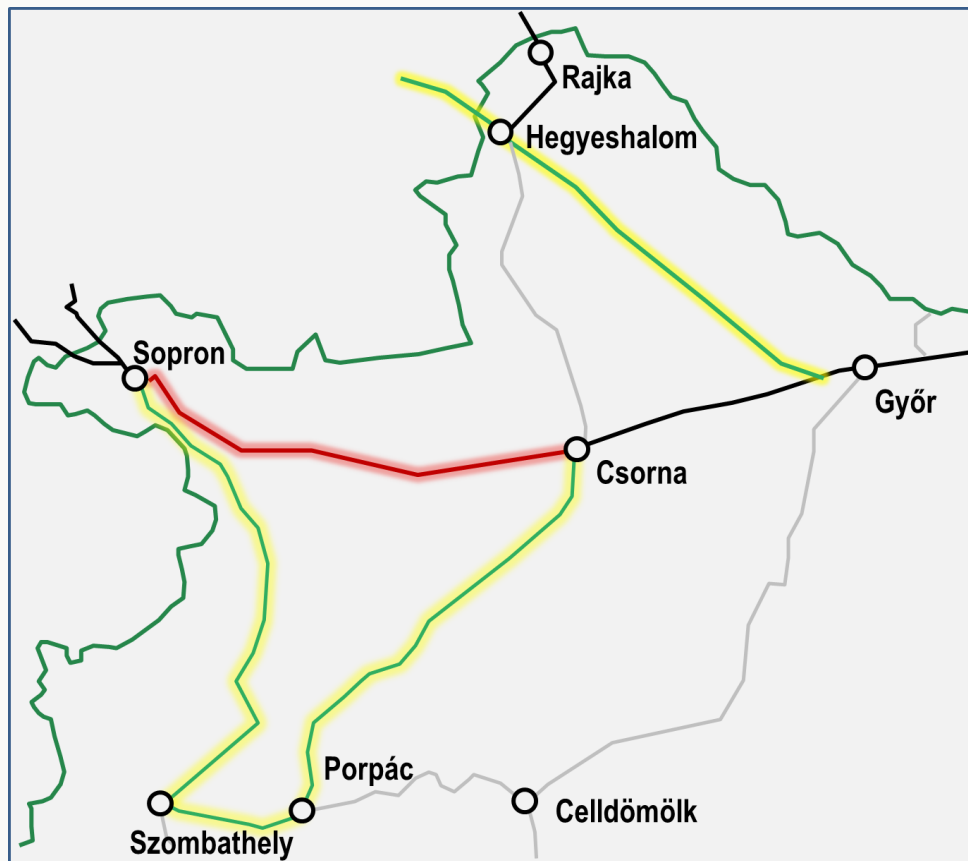 Rajka
Hegyeshalom
Sopron
Győr
Csorna
Porpác
Celldömölk
Szombathely